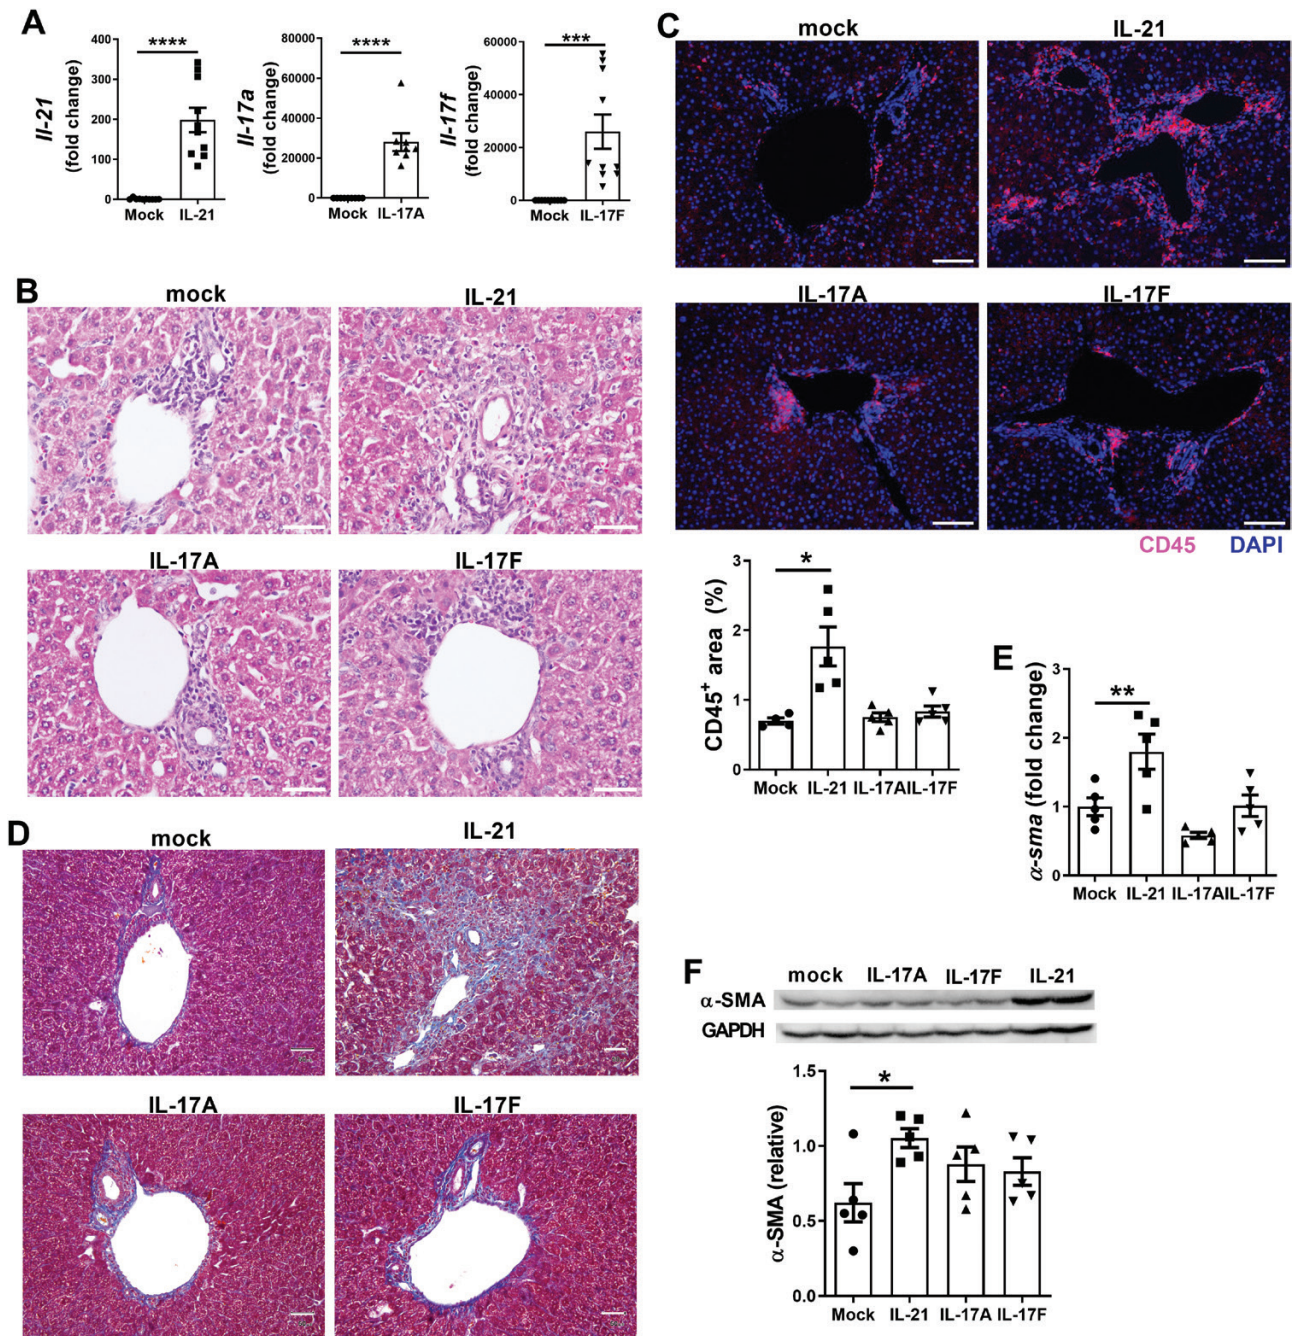 A
Il-21
(fold change)
400
300
200
100
0
****
Mock IL-21
Il-17a
(fold change)
80000
60000
40000
20000
0
****
Mock IL-17A
Il-17f
(fold change)
60000
40000
20000
0
***
Mock IL-17F
B
mock IL-21
IL-17A IL-17F
C
mock IL-21
IL-17A IL-17F
CD45 DAPI
CD45+ area (%)
3
2
1
0
*
Mock IL-21 IL-17A IL-17F
D
mock IL-21
IL-17A IL-17F
E
α-sma (fold change)
3
2
1
0
**
Mock IL-21 IL-17A IL-17F
F
mock IL-17A IL-17F IL-21
α-SMA
GAPDH
α-SMA (relative)
1.5
1.0
0.5
0.0
*
Mock IL-21 IL-17A IL-17F